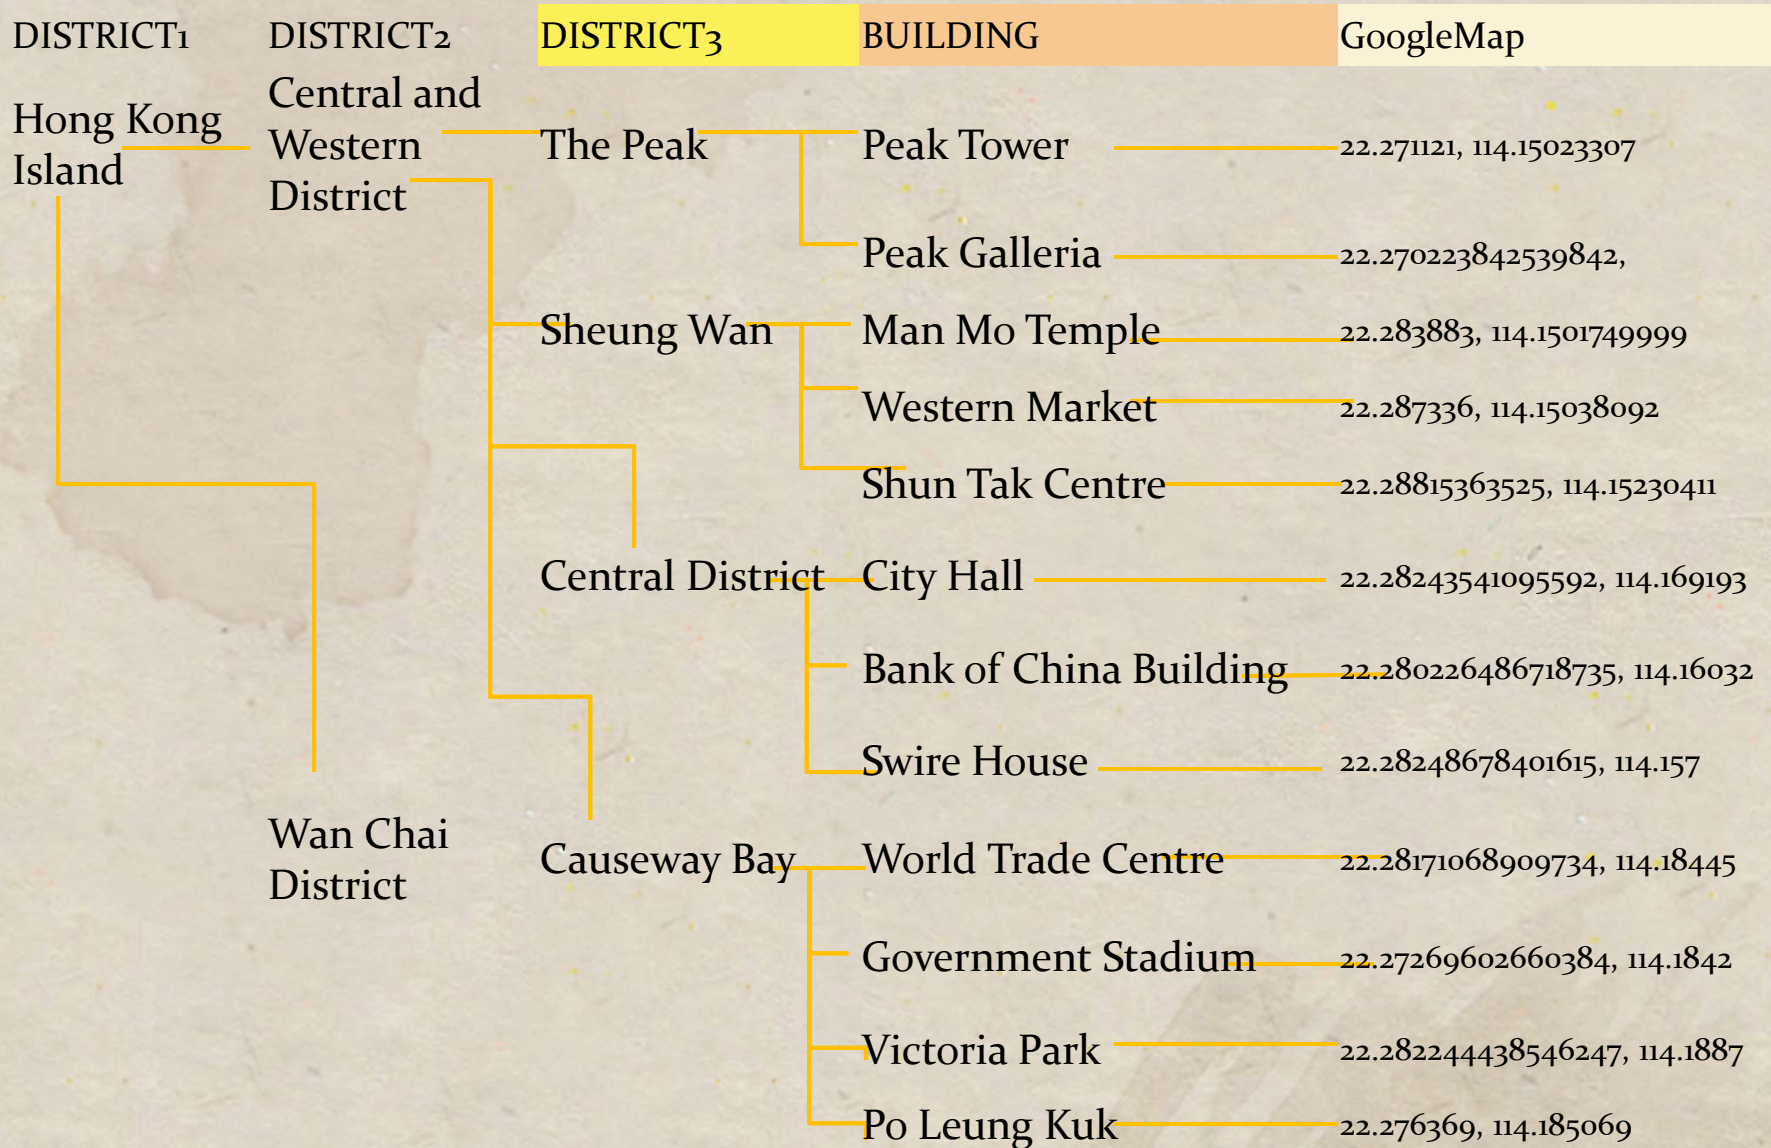 DISTRICT1 DISTRICT2 DISTRICT3 BUILDING GoogleMap
Hong Kong
Island
Central and
Western
District
The Peak Peak Tower 22.271121, 114.15023307
Peak Galleria 22.270223842539842,
Sheung Wan Man Mo Temple 22.283883, 114.1501749999
Western Market 22.287336, 114.15038092
Shun Tak Centre 22.28815363525, 114.15230411
Central District City Hall 22.28243541095592, 114.169193
Bank of China Building 22.280226486718735, 114.16032
Swire House 22.28248678401615, 114.157
Wan Chai
District
Causeway Bay World Trade Centre 22.28171068909734, 114.18445
Government Stadium 22.27269602660384, 114.1842
Victoria Park 22.282244438546247, 114.1887
Po Leung Kuk 22.276369, 114.185069